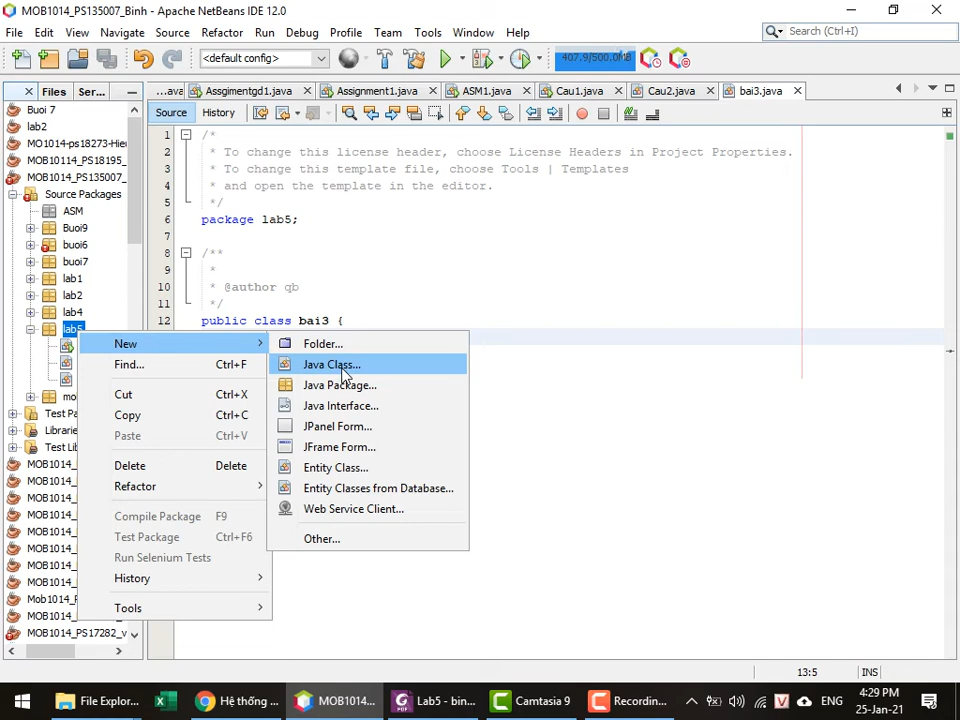 MOB1014_PS135007_Binh - Apache NetBeans IDE 12.0
File Edit View Navigate Source Refactor Run Debug Profile Team Tools Window Help
Search (Ctrl+I)
<default config>
407.9/500.0MB
Files Ser...
...ava Assgimentgd1.java Assignment1.java ASM1.java Cau1.java Cau2.java bai3.java
Source History
Buoi 7
lab2
MO1014-ps18273-Hier
MOB10114_PS18195_
MOB1014_PS135007_
Source Packages
ASM
Buoi9
buoi6
buoi7
lab1
lab2
lab4
lab5
mo
Test Pa
Librarie
Test Lib
MOB1014_
MOB1014_
MOB1014_
MOB1014_
MOB1014_
MOB1014_
MOB1014_
MOB1014_
Mob1014_F
MOB1014_
MOB1014_PS17282_v
1 /*
2 * To change this license header, choose License Headers in Project Properties.
3 * To change this template file, choose Tools | Templates
4 * and open the template in the editor.
5 */
6 package lab5;
7
8 /**
9 *
10 * @author qb
11 */
12 public class bai3 {
New
Find... Ctrl+F
Cut Ctrl+X
Copy Ctrl+C
Paste Ctrl+V
Delete Delete
Refactor
Compile Package F9
Test Package Ctrl+F6
Run Selenium Tests
History
Tools
Folder...
Java Class...
Java Package...
Java Interface...
JPanel Form...
JFrame Form...
Entity Class...
Entity Classes from Database...
Web Service Client...
Other...
13:5 INS
File Explor... Hệ thống ... MOB1014... Lab5 - bin... Camtasia 9 Recordin... ENG 4:29 PM
25-Jan-21